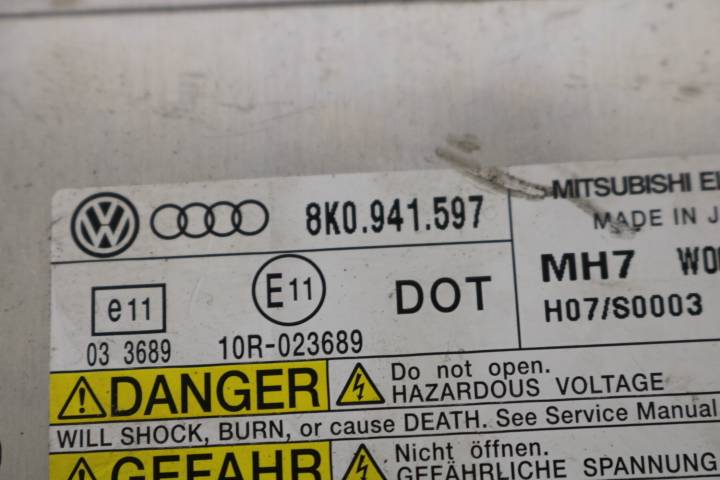 8K0.941.597
MITSUBISHI
MADE IN
MH7
H07/S0003
e11
E11
DOT
03 3689
10R-023689
DANGER
Do not open.
HAZARDOUS VOLTAGE
WILL SHOCK, BURN, or cause DEATH. See Service Manual
GEFAHR
Nicht öffnen.
GEFÄHRLICHE SPANNUNG